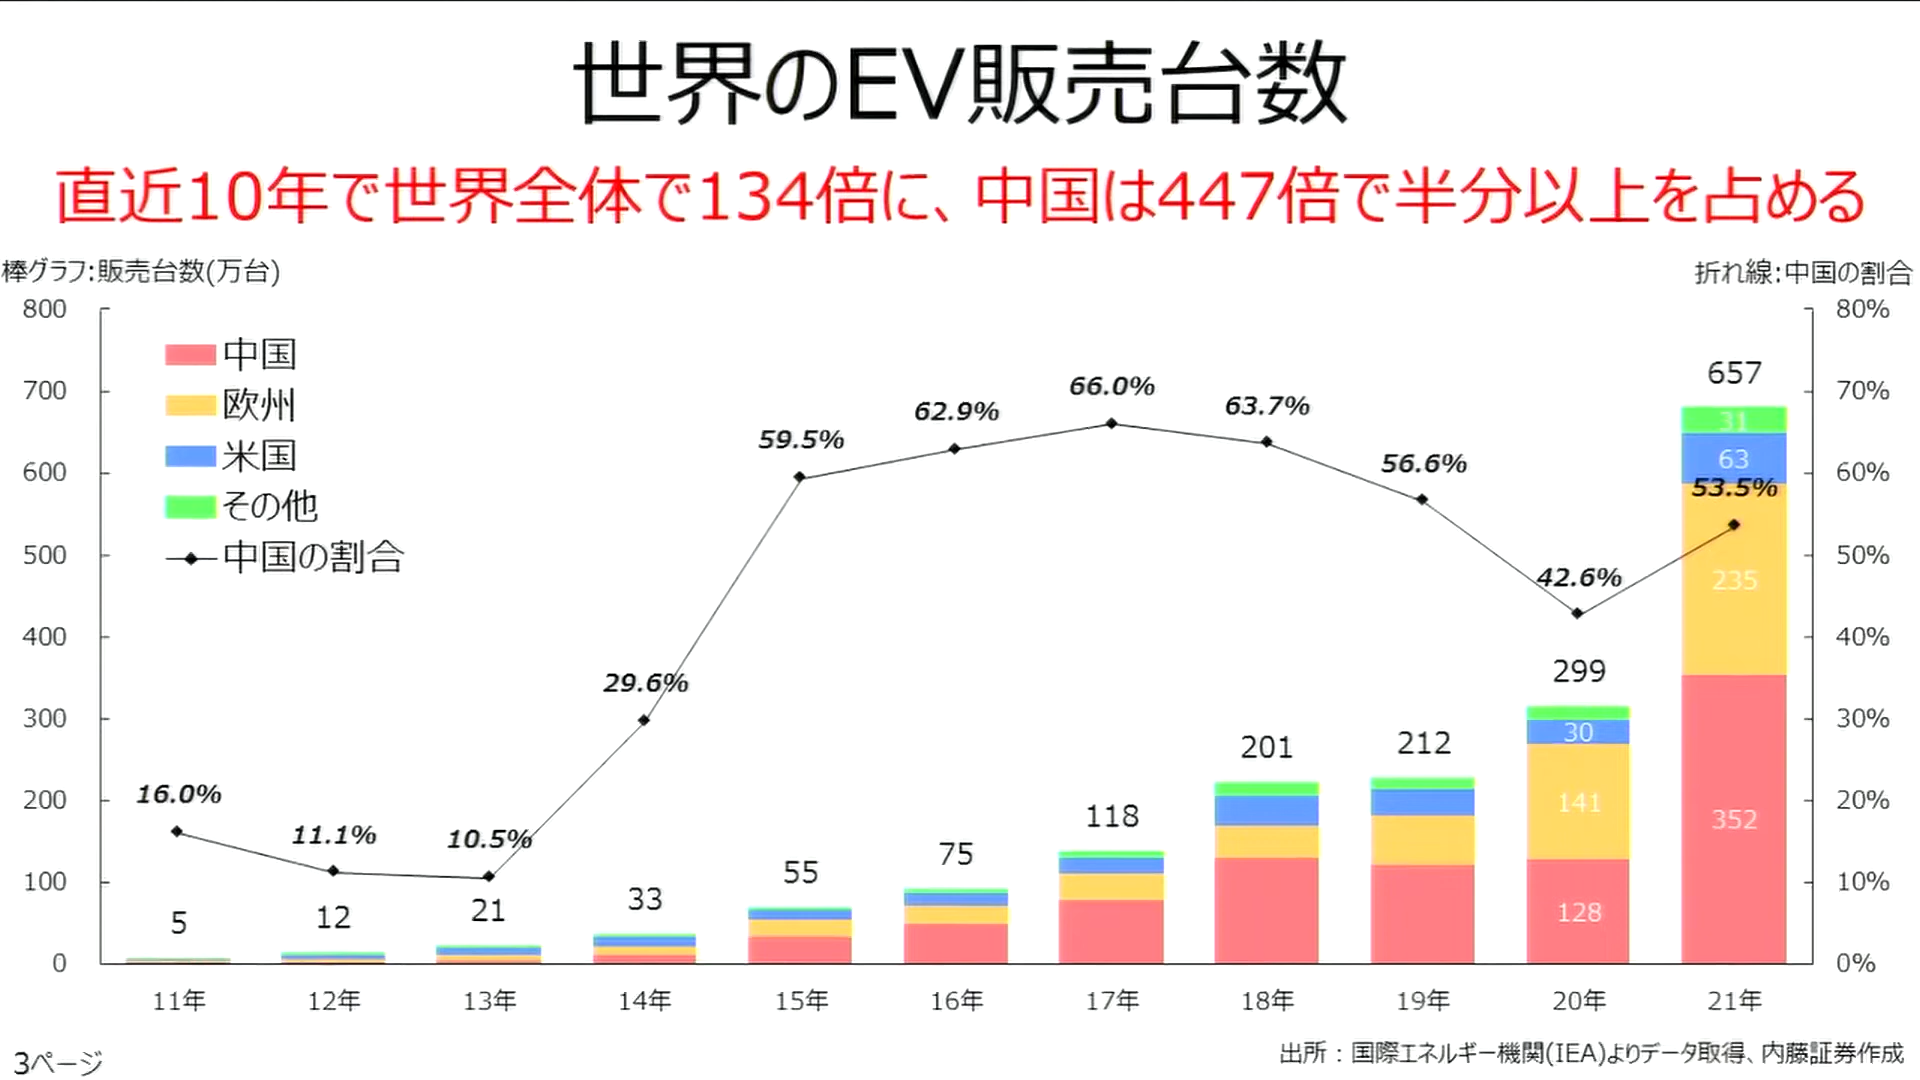 世界のEV販売台数
直近10年で世界全体で134倍に、中国は447倍で半分以上を占める
棒グラフ:販売台数(万台)
折れ線:中国の割合
800
700
600
500
400
300
200
100
0
中国
欧州
米国
その他
中国の割合
80%
70%
60%
50%
40%
30%
20%
10%
0%
16.0%
11.1%
10.5%
29.6%
59.5%
62.9%
66.0%
63.7%
56.6%
42.6%
53.5%
5
12
21
33
55
75
118
201
212
299
30
141
128
657
31
63
235
352
11年
12年
13年
14年
15年
16年
17年
18年
19年
20年
21年
3ページ
出所：国際エネルギー機関(IEA)よりデータ取得、内藤証券作成